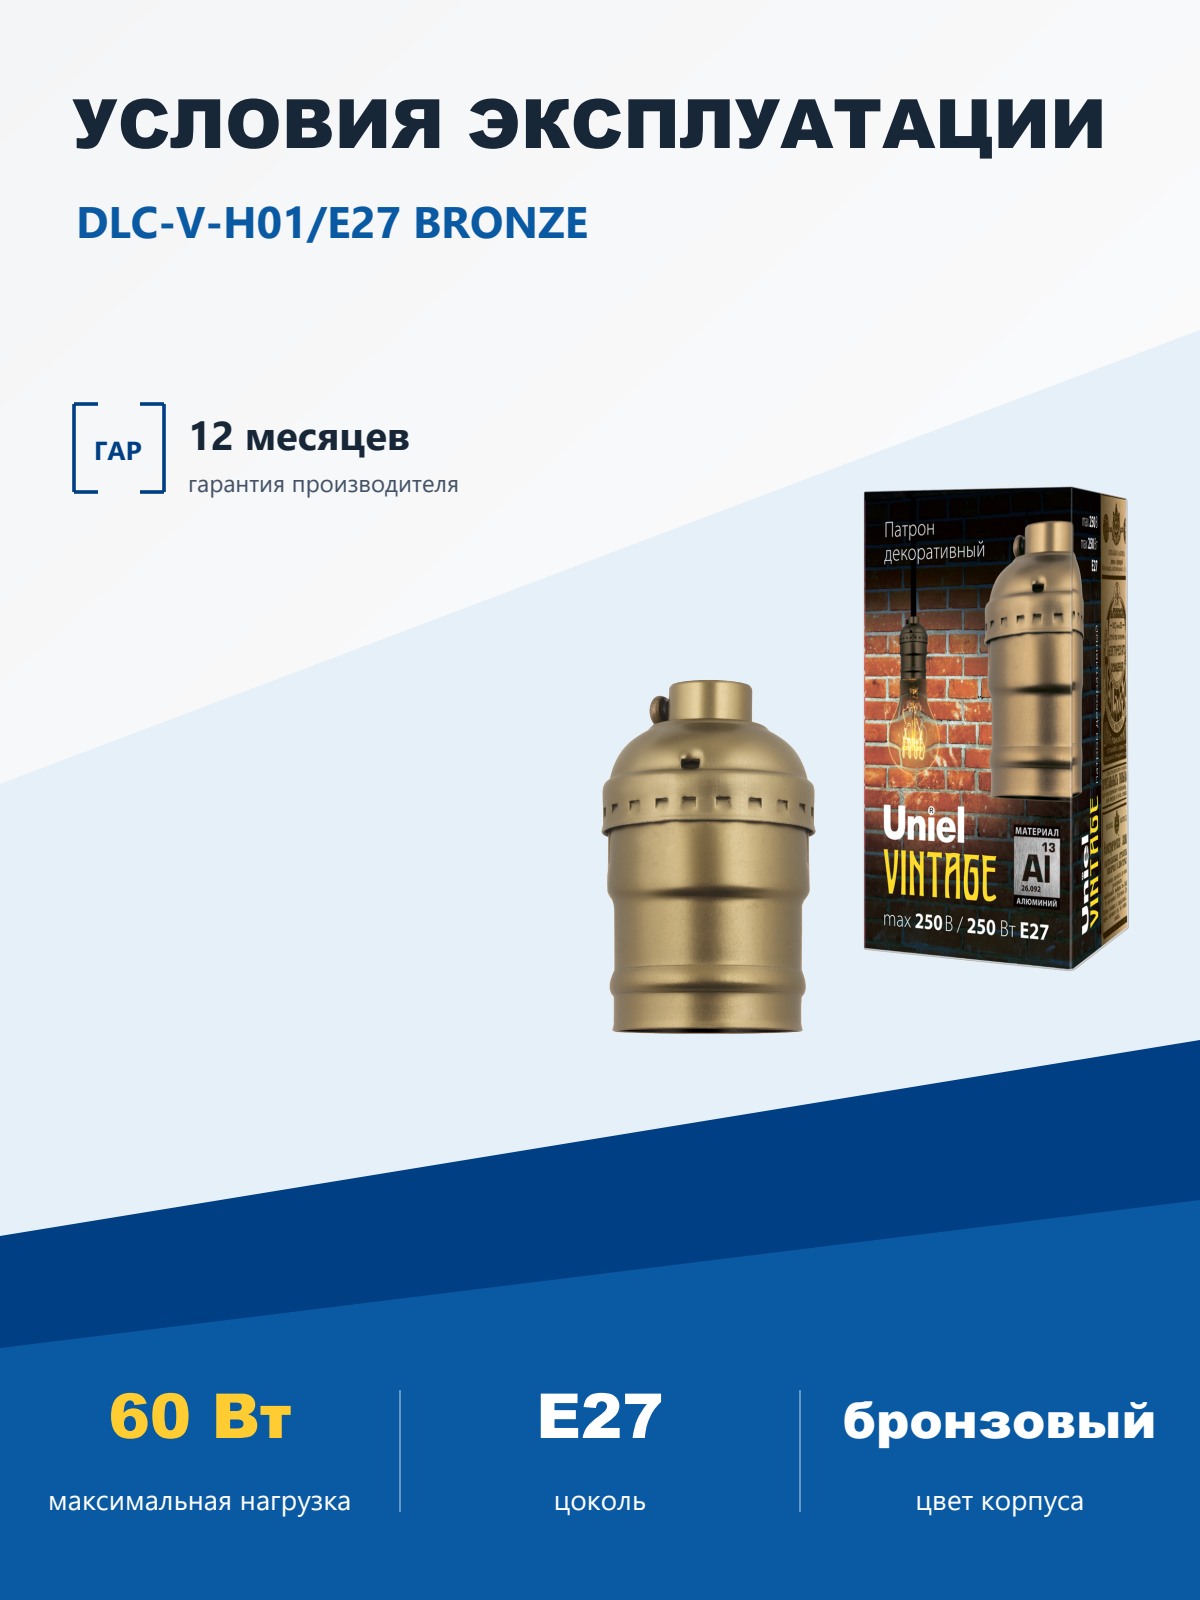 УСЛОВИЯ ЭКСПЛУАТАЦИИ
DLC-V-H01/E27 BRONZE
ГАР
12 месяцев
гарантия производителя
Патрон
декоративный
Uniel
®
VINTAGE
МАТЕРИАЛ
13
Al
26.092
АЛЮМИНИЙ
max 250 В / 250 Вт E27
Uniel
VINTAGE
60 Вт
максимальная нагрузка
E27
цоколь
бронзовый
цвет корпуса